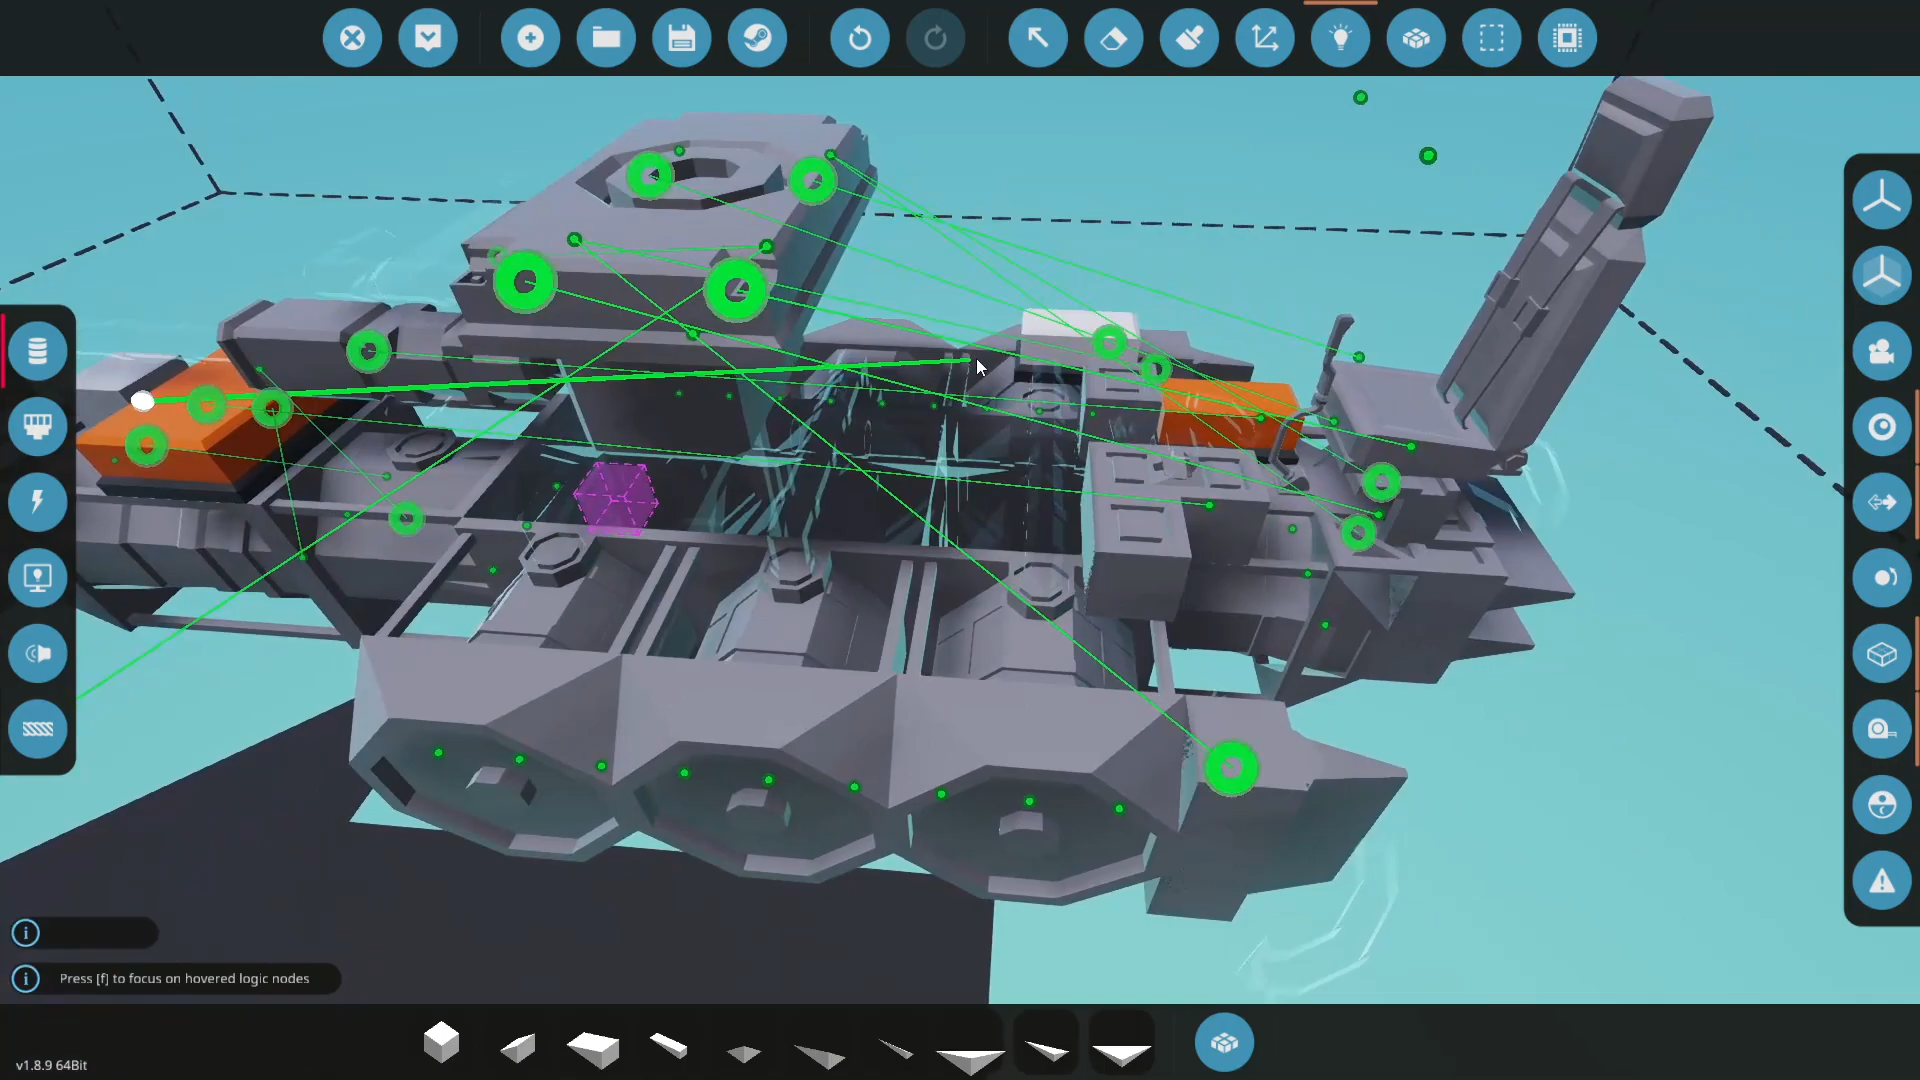 Press [f] to focus on hovered logic nodes
v1.8.9 64Bit